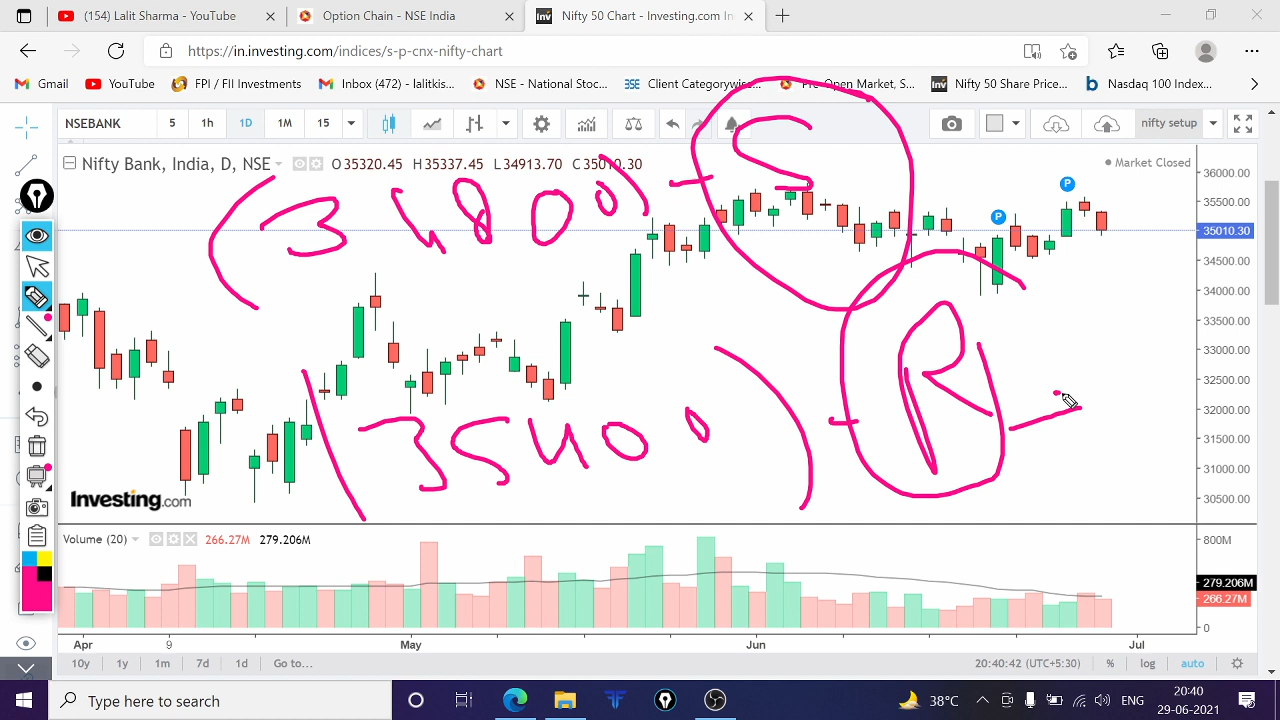 (154) Lalit Sharma - YouTube
Option Chain - NSE India
Nifty 50 Chart - Investing.com In
https://in.investing.com/indices/s-p-cnx-nifty-chart
Gmail
YouTube
FPI / FII Investments
Inbox (472) - lalitkis...
NSE - National Stoc...
Client Categorywise...
Pre-Open Market, S...
Nifty 50 Share Price...
Nasdaq 100 Index...
NSEBANK 5 1h 1D 1M 15
nifty setup
Nifty Bank, India, D, NSE
O35320.45 H35337.45 L34913.70 C35010.30
Market Closed
36000.00
35500.00
35010.30
34500.00
34000.00
33500.00
33000.00
32500.00
32000.00
31500.00
31000.00
30500.00
P
P
(34800) - S
(35400) - R -
Investing.com
Volume (20) 266.27M 279.206M
800M
279.206M
266.27M
0
Apr 9 May Jun Jul
10y 1y 1m 7d 1d Go to...
20:40:42 (UTC+5:30) % log auto
Type here to search
38°C
ENG
20:40
29-06-2021